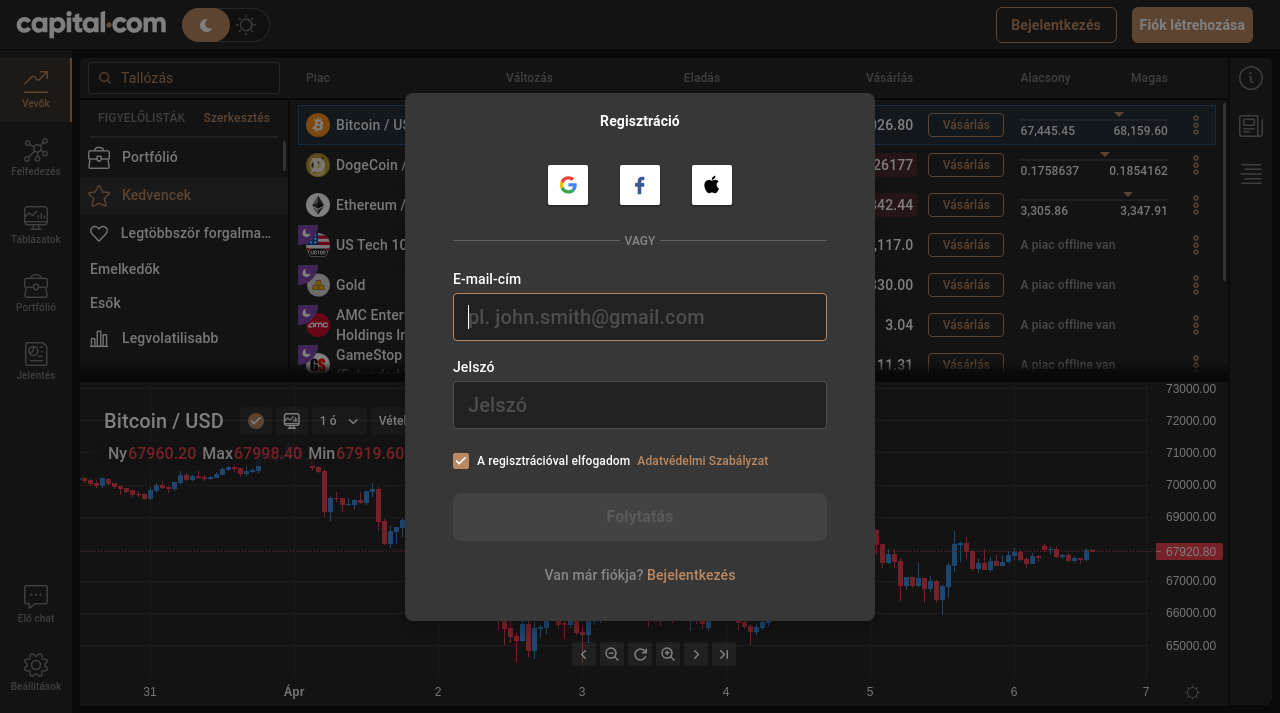 capital.com
Bejelentkezés
Fiók létrehozása
Vevők
Felfedezés
Táblázatok
Portfólió
Jelentés
Élő chat
Beállítások
Tallózás
FIGYELŐLISTÁK
Szerkesztés
Portfólió
Kedvencek
Legtöbbször forgalma...
Emelkedők
Esők
Legvolatilisabb
Piac Változás Eladás Vásárlás Alacsony Magas
Bitcoin / US
26.80 Vásárlás 67,445.45 68,159.60
DogeCoin /
26177 Vásárlás 0.1758637 0.1854162
Ethereum /
342.44 Vásárlás 3,305.86 3,347.91
US100
US Tech 10
,117.0 Vásárlás A piac offline van
Gold
330.00 Vásárlás A piac offline van
AMC Enter
Holdings In
3.04 Vásárlás A piac offline van
GameStop
11.31 Vásárlás A piac offline van
Regisztráció
VAGY
E-mail-cím
pl. john.smith@gmail.com
Jelszó
Jelszó
A regisztrációval elfogadom Adatvédelmi Szabályzat
Folytatás
Van már fiókja? Bejelentkezés
Bitcoin / USD
1 ó
Vétel
Ny67960.20 Max67998.40 Min67919.60
73000.00
72000.00
71000.00
70000.00
69000.00
67920.80
67000.00
66000.00
65000.00
31 Ápr 2 3 4 5 6 7